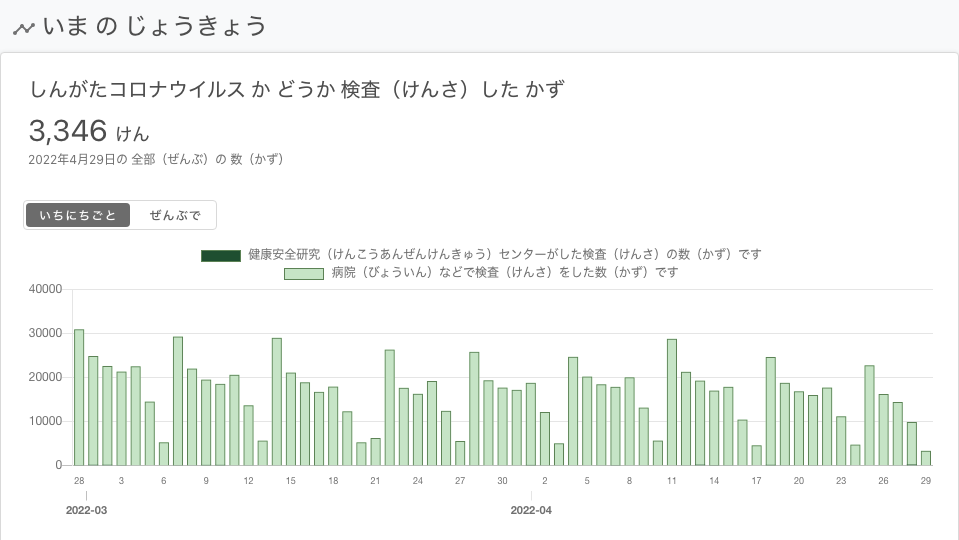 いま の じょうきょう
しんがたコロナウイルス か どうか 検査（けんさ）した かず
3,346 けん
2022年4月29日の 全部（ぜんぶ）の 数（かず）
いちにちごと ぜんぶで
健康安全研究（けんこうあんぜんけんきゅう）センターがした検査（けんさ）の数（かず）です
病院（びょういん）などで検査（けんさ）をした数（かず）です
40000
30000
20000
10000
0
28 3 6 9 12 15 18 21 24 27 30 2 5 8 11 14 17 20 23 26 29
2022-03 2022-04